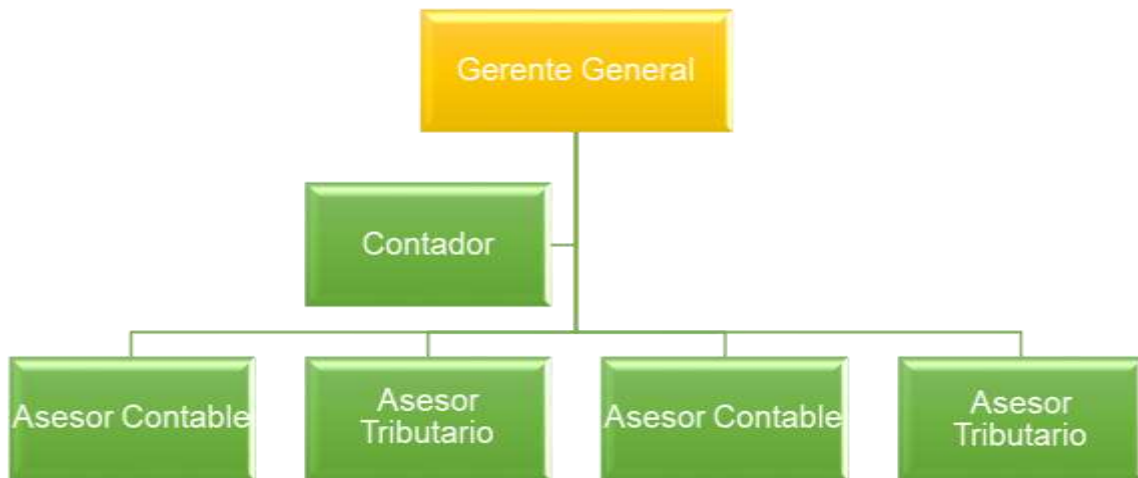 Gerente General
Contador
Asesor Contable
Asesor
Tributario
Asesor Contable
Asesor
Tributario